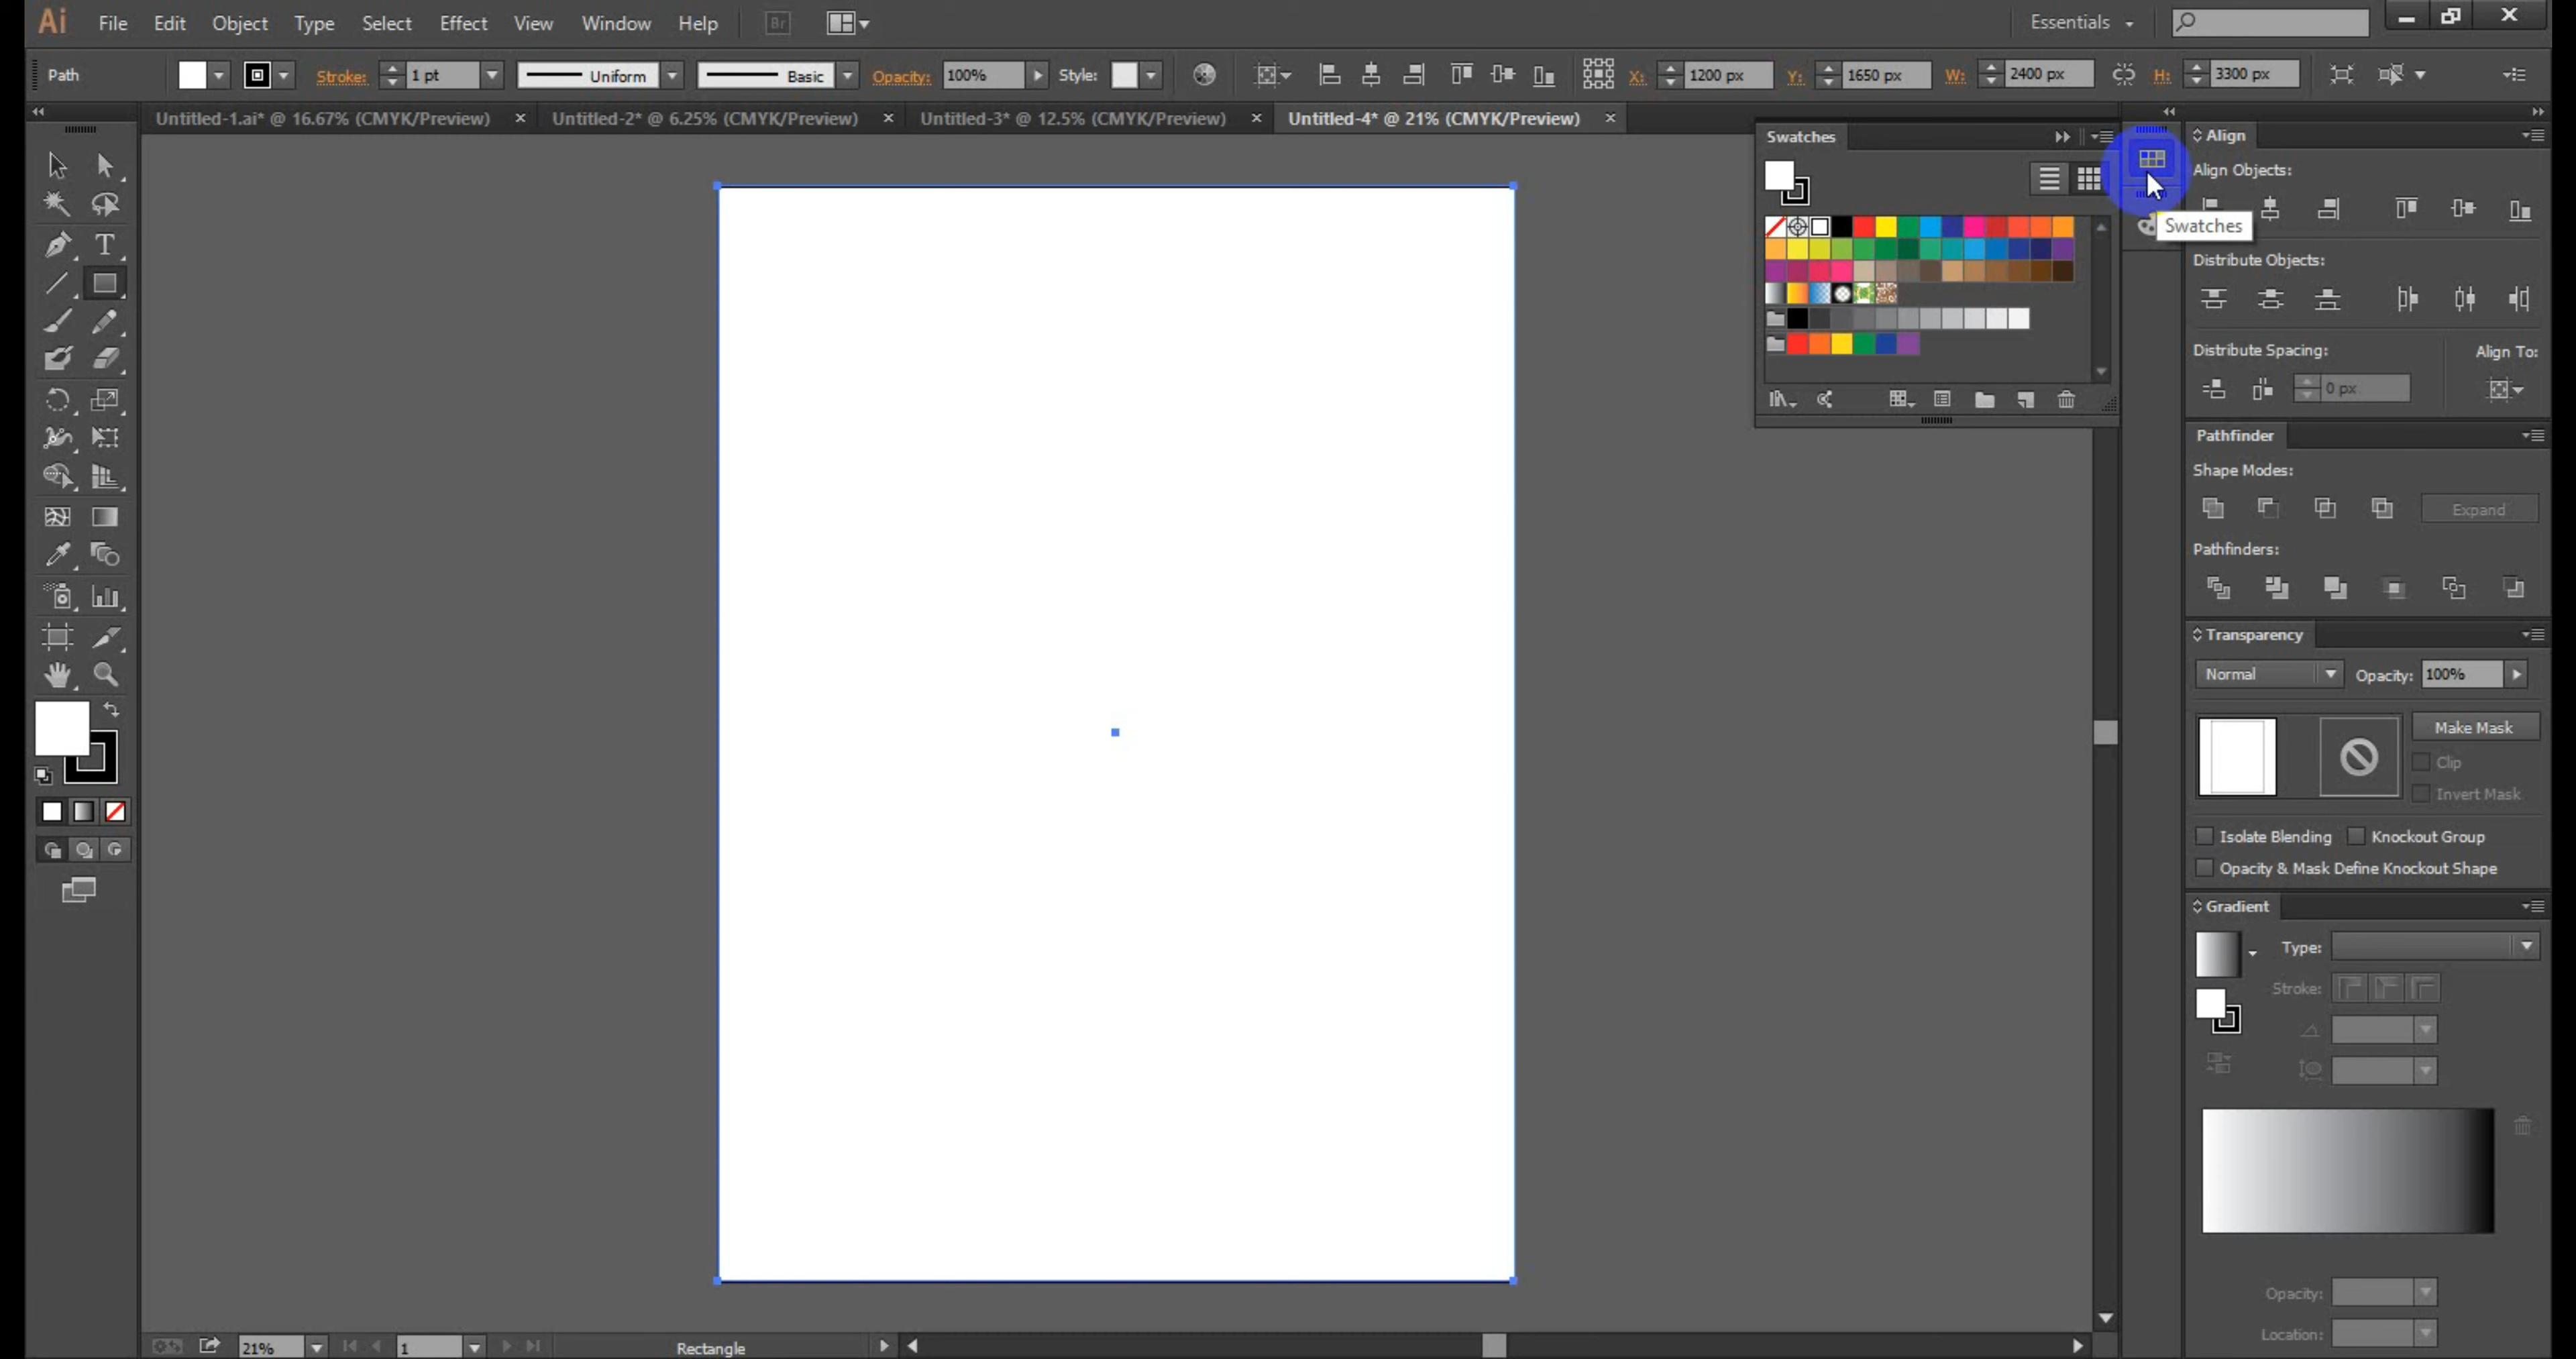 Ai File Edit Object Type Select Effect View Window Help Br Essentials
Path Stroke: 1 pt Uniform Basic Opacity: 100% Style: X: 1200 px Y: 1650 px W: 2400 px H: 3300 px
Untitled-1.ai* @ 16.67% (CMYK/Preview) Untitled-2* @ 6.25% (CMYK/Preview) Untitled-3* @ 12.5% (CMYK/Preview) Untitled-4* @ 21% (CMYK/Preview)
Swatches
Swatches
Align
Align Objects:
Distribute Objects:
Distribute Spacing: Align To:
0 px
Pathfinder
Shape Modes:
Expand
Pathfinders:
Transparency
Normal Opacity: 100%
Make Mask
Clip
Invert Mask
Isolate Blending Knockout Group
Opacity & Mask Define Knockout Shape
Gradient
Type:
Stroke:
Opacity:
Location:
21% 1 Rectangle